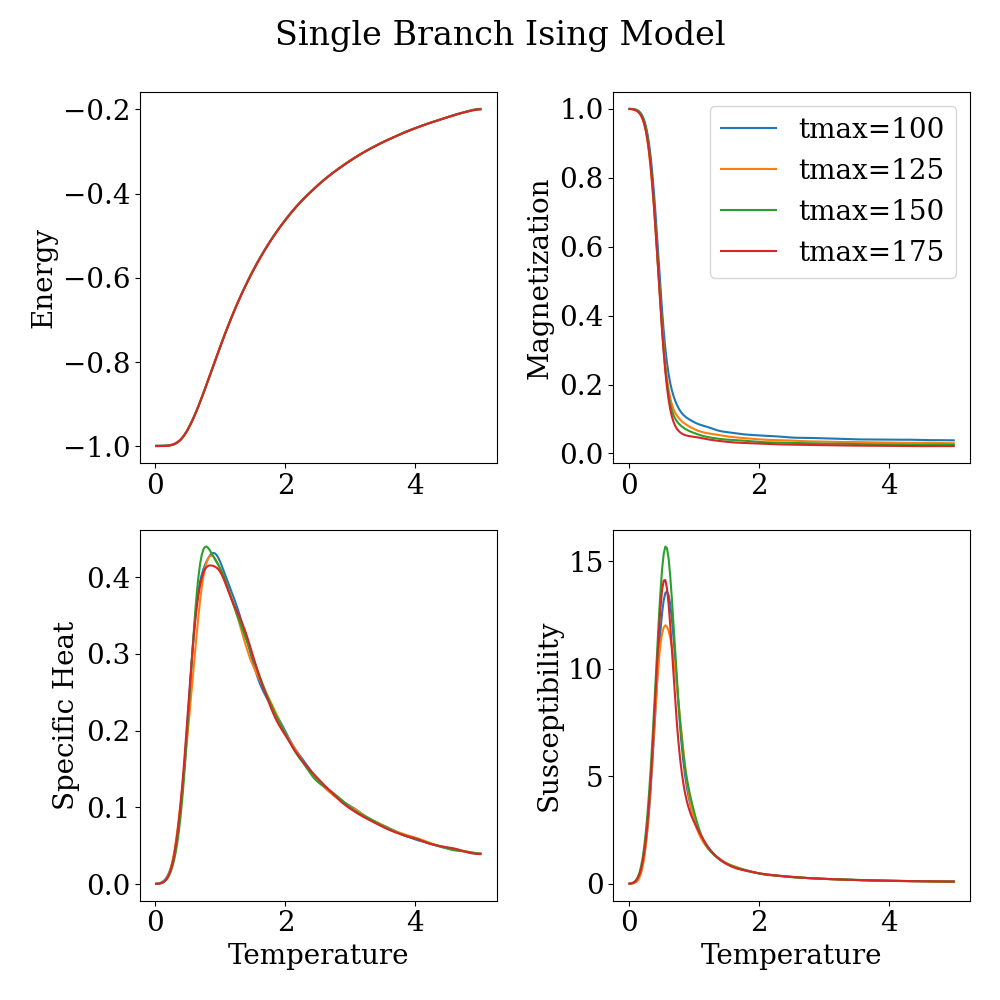 Single Branch Ising Model
Energy
−0.2
−0.4
−0.6
−0.8
−1.0
0 2 4
Magnetization
1.0
0.8
0.6
0.4
0.2
0.0
0 2 4
tmax=100
tmax=125
tmax=150
tmax=175
Specific Heat
0.4
0.3
0.2
0.1
0.0
0 2 4
Temperature
Susceptibility
15
10
5
0
0 2 4
Temperature